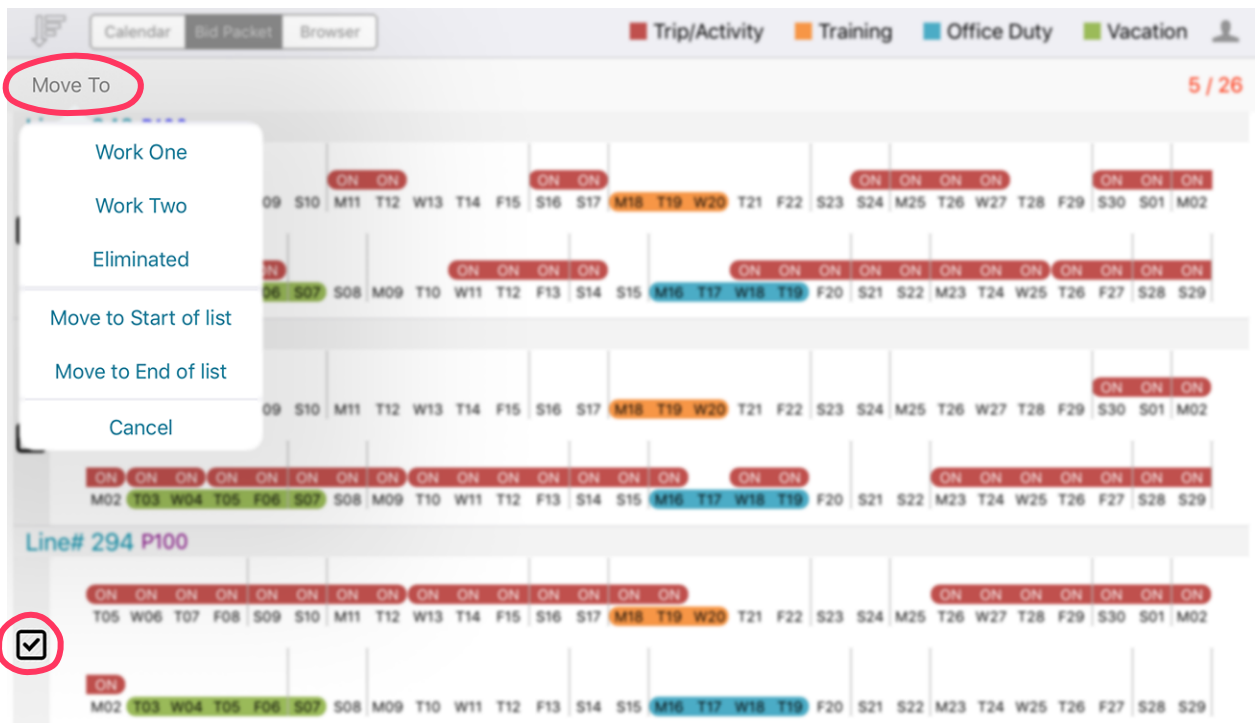 Calendar Bid Packet Browser Trip/Activity Training Office Duty Vacation
Move To 5 / 26
Work One
Work Two
Eliminated
Move to Start of list
Move to End of list
Cancel
ON ON ON ON ON ON ON ON ON ON ON
09 S10 M11 T12 W13 T14 F15 S16 S17 M18 T19 W20 T21 F22 S23 S24 M25 T26 W27 T28 F29 S30 S01 M02
ON ON ON ON ON ON ON ON ON ON ON ON ON ON ON ON
06 S07 S08 M09 T10 W11 T12 F13 S14 S15 M16 T17 W18 T19 F20 S21 S22 M23 T24 W25 T26 F27 S28 S29
ON ON ON
09 S10 M11 T12 W13 T14 F15 S16 S17 M18 T19 W20 T21 F22 S23 S24 M25 T26 W27 T28 F29 S30 S01 M02
ON ON ON ON ON ON ON ON ON ON ON ON ON ON ON ON ON ON ON ON ON ON ON ON
M02 T03 W04 T05 F06 S07 S08 M09 T10 W11 T12 F13 S14 S15 M16 T17 W18 T19 F20 S21 S22 M23 T24 W25 T26 F27 S28 S29
Line# 294 P100
ON ON ON ON ON ON ON ON ON ON ON ON ON ON ON ON ON ON ON ON ON ON
T05 W06 T07 F08 S09 S10 M11 T12 W13 T14 F15 S16 S17 M18 T19 W20 T21 F22 S23 S24 M25 T26 W27 T28 F29 S30 S01 M02
ON
M02 T03 W04 T05 F06 S07 S08 M09 T10 W11 T12 F13 S14 S15 M16 T17 W18 T19 F20 S21 S22 M23 T24 W25 T26 F27 S28 S29